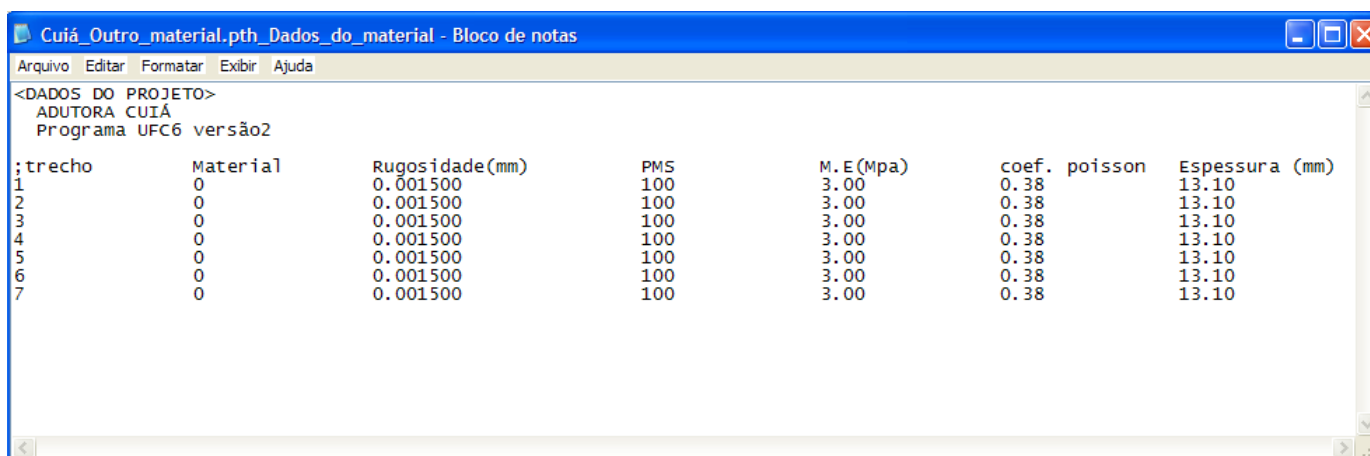 Cuiá_Outro_material.pth_Dados_do_material - Bloco de notas
Arquivo Editar Formatar Exibir Ajuda
<DADOS DO PROJETO>
ADUTORA CUIÁ
Programa UFC6 versão2
;trecho Material Rugosidade(mm) PMS M.E(Mpa) coef. poisson Espessura (mm)
1 0 0.001500 100 3.00 0.38 13.10
2 0 0.001500 100 3.00 0.38 13.10
3 0 0.001500 100 3.00 0.38 13.10
4 0 0.001500 100 3.00 0.38 13.10
5 0 0.001500 100 3.00 0.38 13.10
6 0 0.001500 100 3.00 0.38 13.10
7 0 0.001500 100 3.00 0.38 13.10